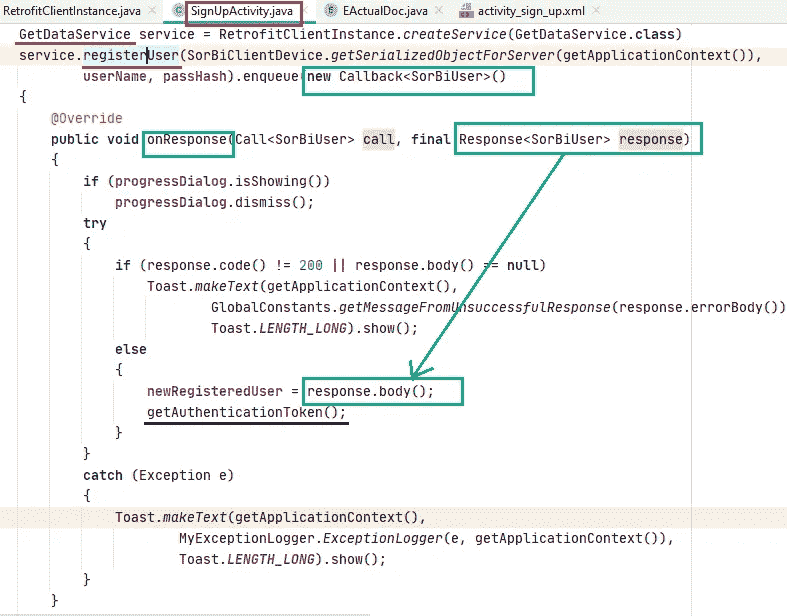 RetrofitClientInstance.java SignUpActivity.java EActualDoc.java activity_sign_up.xml
GetDataService service = RetrofitClientInstance.createService(GetDataService.class)
service.registerUser(SorBiClientDevice.getSerializedObjectForServer(getApplicationContext()),
userName, passHash).enqueue(new Callback<SorBiUser>()
{
@Override
public void onResponse(Call<SorBiUser> call, final Response<SorBiUser> response)
{
if (progressDialog.isShowing())
progressDialog.dismiss();
try
{
if (response.code() != 200 || response.body() == null)
Toast.makeText(getApplicationContext(),
GlobalConstants.getMessageFromUnsuccessfulResponse(response.errorBody())
Toast.LENGTH_LONG).show();
else
{
newRegisteredUser = response.body();
getAuthenticationToken();
}
}
catch (Exception e)
{
Toast.makeText(getApplicationContext(),
MyExceptionLogger.ExceptionLogger(e, getApplicationContext()),
Toast.LENGTH_LONG).show();
}
}